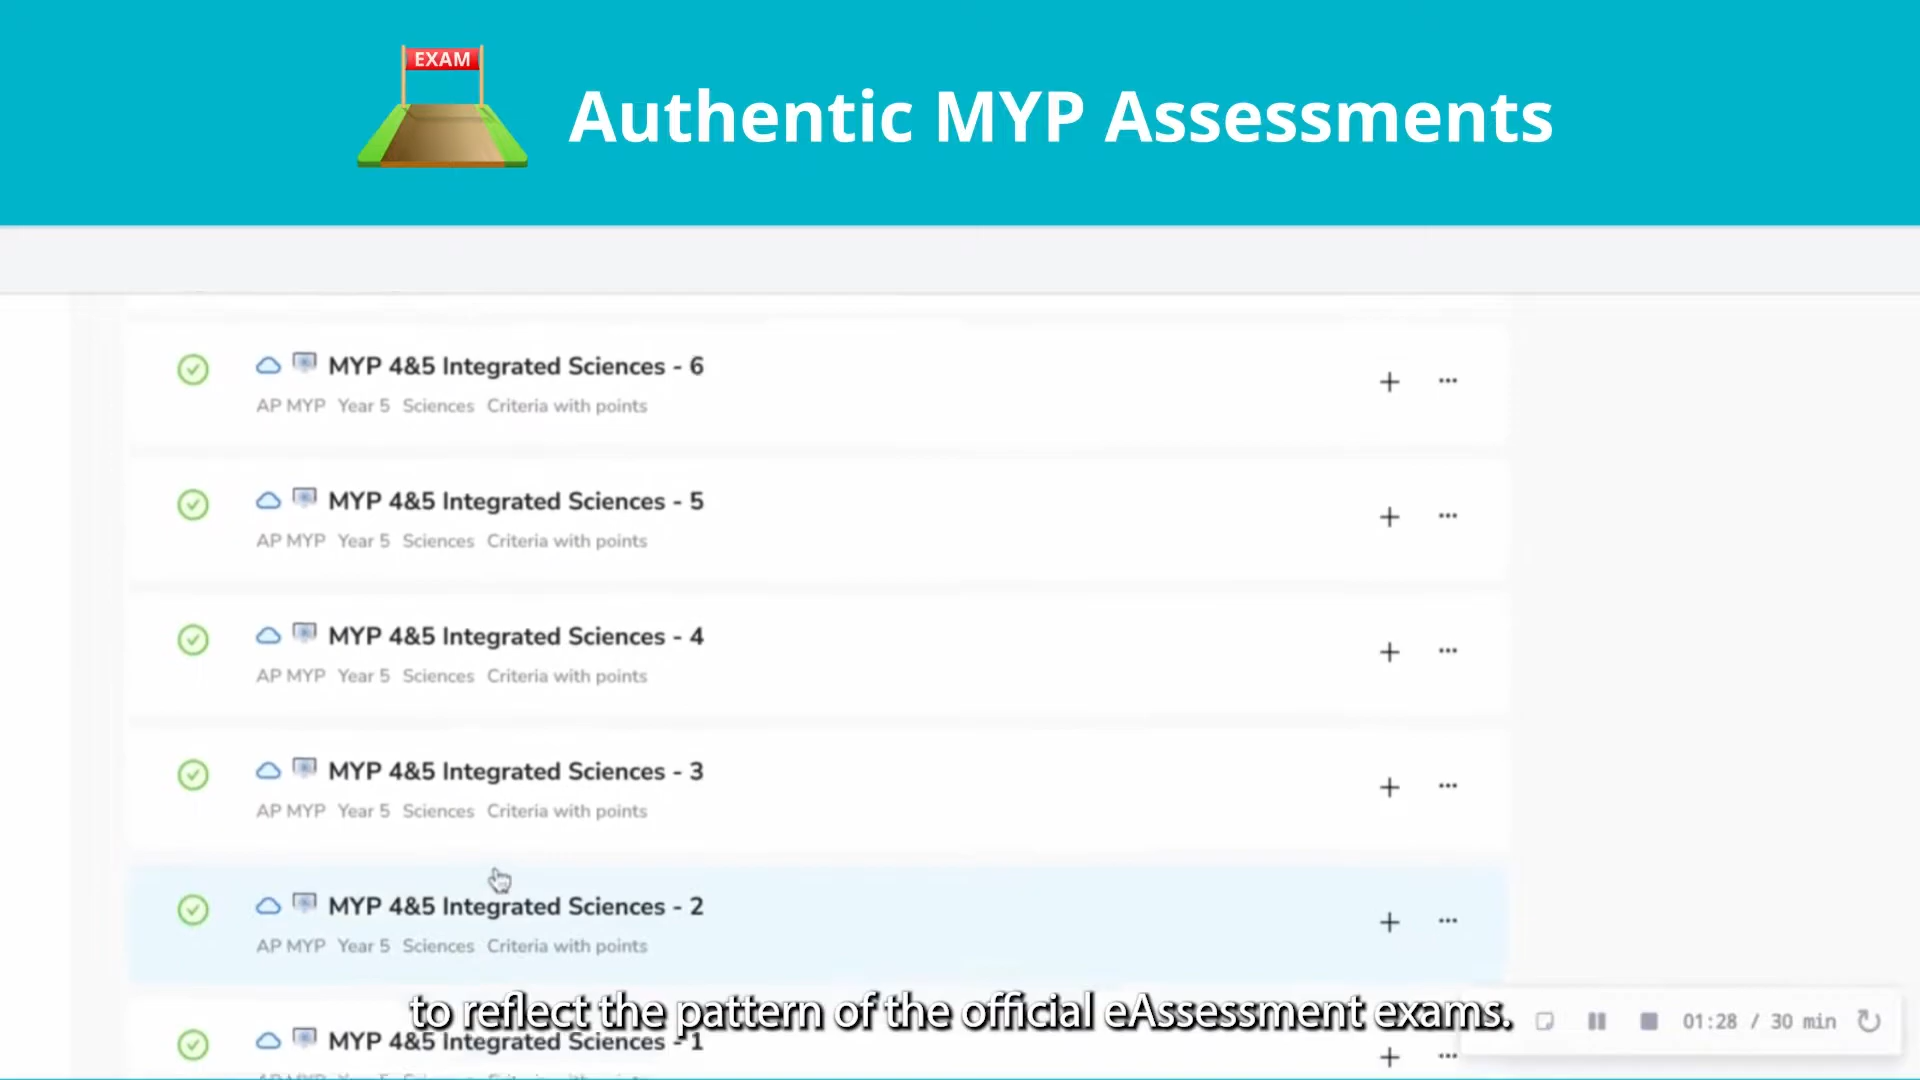 EXAM
Authentic MYP Assessments
MYP 4&5 Integrated Sciences - 6
AP MYP Year 5 Sciences Criteria with points
MYP 4&5 Integrated Sciences - 5
AP MYP Year 5 Sciences Criteria with points
MYP 4&5 Integrated Sciences - 4
AP MYP Year 5 Sciences Criteria with points
MYP 4&5 Integrated Sciences - 3
AP MYP Year 5 Sciences Criteria with points
MYP 4&5 Integrated Sciences - 2
AP MYP Year 5 Sciences Criteria with points
to reflect the pattern of the official eAssessment exams.
01:28 / 30 min
MYP 4&5 Integrated Sciences - 1